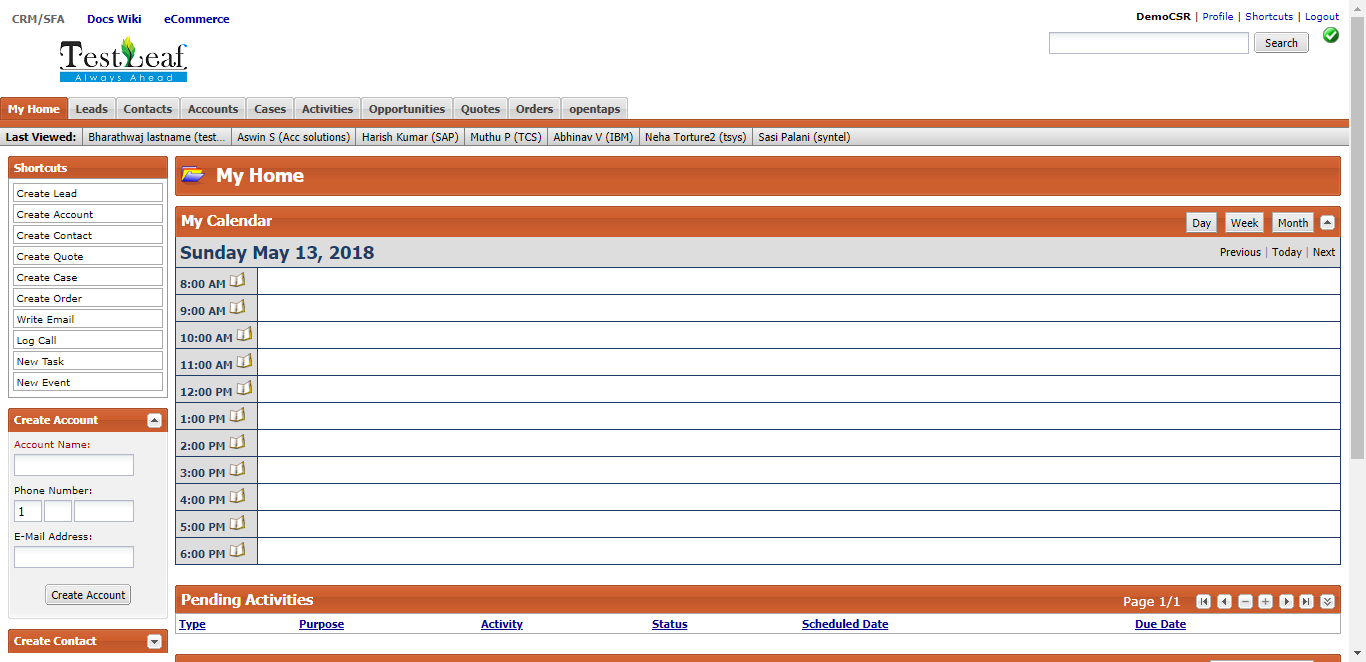 CRM/SFA Docs Wiki eCommerce
DemoCSR | Profile | Shortcuts | Logout
Search
TestLeaf
Always Ahead
My Home Leads Contacts Accounts Cases Activities Opportunities Quotes Orders opentaps
Last Viewed: Bharathwaj lastname (test... Aswin S (Acc solutions) Harish Kumar (SAP) Muthu P (TCS) Abhinav V (IBM) Neha Torture2 (tsys) Sasi Palani (syntel)
Shortcuts
Create Lead
Create Account
Create Contact
Create Quote
Create Case
Create Order
Write Email
Log Call
New Task
New Event
Create Account
Account Name:
Phone Number:
1
E-Mail Address:
Create Account
Create Contact
My Home
My Calendar
Day Week Month
Sunday May 13, 2018
Previous | Today | Next
8:00 AM
9:00 AM
10:00 AM
11:00 AM
12:00 PM
1:00 PM
2:00 PM
3:00 PM
4:00 PM
5:00 PM
6:00 PM
Pending Activities
Page 1/1
Type Purpose Activity Status Scheduled Date Due Date